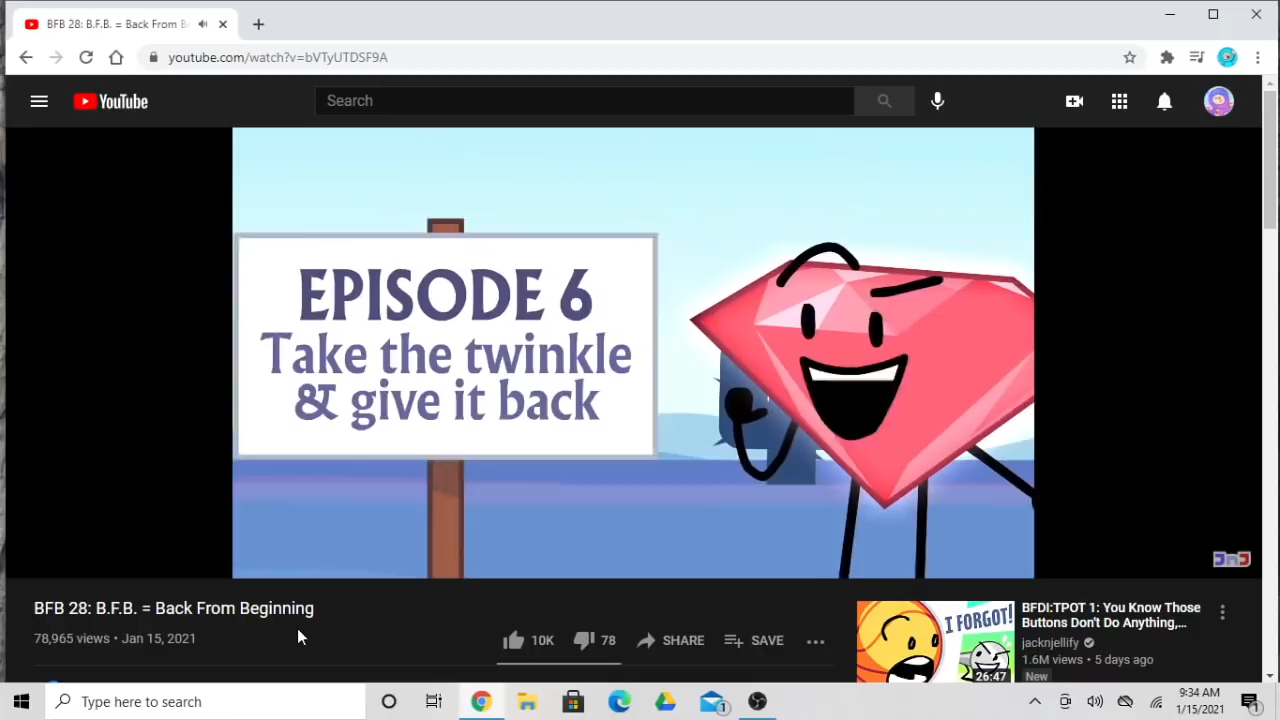 BFB 28: B.F.B. = Back From B
youtube.com/watch?v=bVTyUTDSF9A
YouTube
Search
EPISODE 6
Take the twinkle
& give it back
BFB 28: B.F.B. = Back From Beginning
78,965 views • Jan 15, 2021
10K
78
SHARE
SAVE
I FORGOT!
26:47
BFDI:TPOT 1: You Know Those
Buttons Don't Do Anything,...
jacknjellify
1.6M views • 5 days ago
New
Type here to search
1
9:34 AM
1/15/2021
1